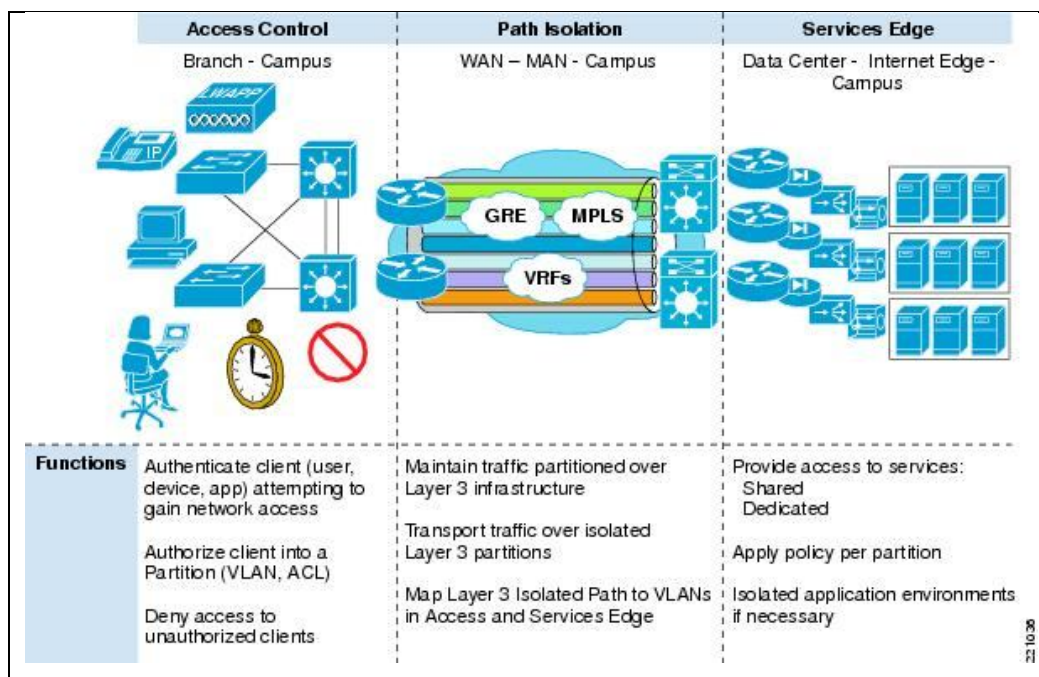 Access Control
Path Isolation
Services Edge
Branch - Campus
WAN – MAN - Campus
Data Center - Internet Edge -
Campus
LWAPP
IP
GRE
MPLS
VRFs
Functions
Authenticate client (user,
device, app) attempting to
gain network access
Authorize client into a
Partition (VLAN, ACL)
Deny access to
unauthorized clients
Maintain traffic partitioned over
Layer 3 infrastructure
Transport traffic over isolated
Layer 3 partitions
Map Layer 3 Isolated Path to VLANs
in Access and Services Edge
Provide access to services:
Shared
Dedicated
Apply policy per partition
Isolated application environments
if necessary
221036